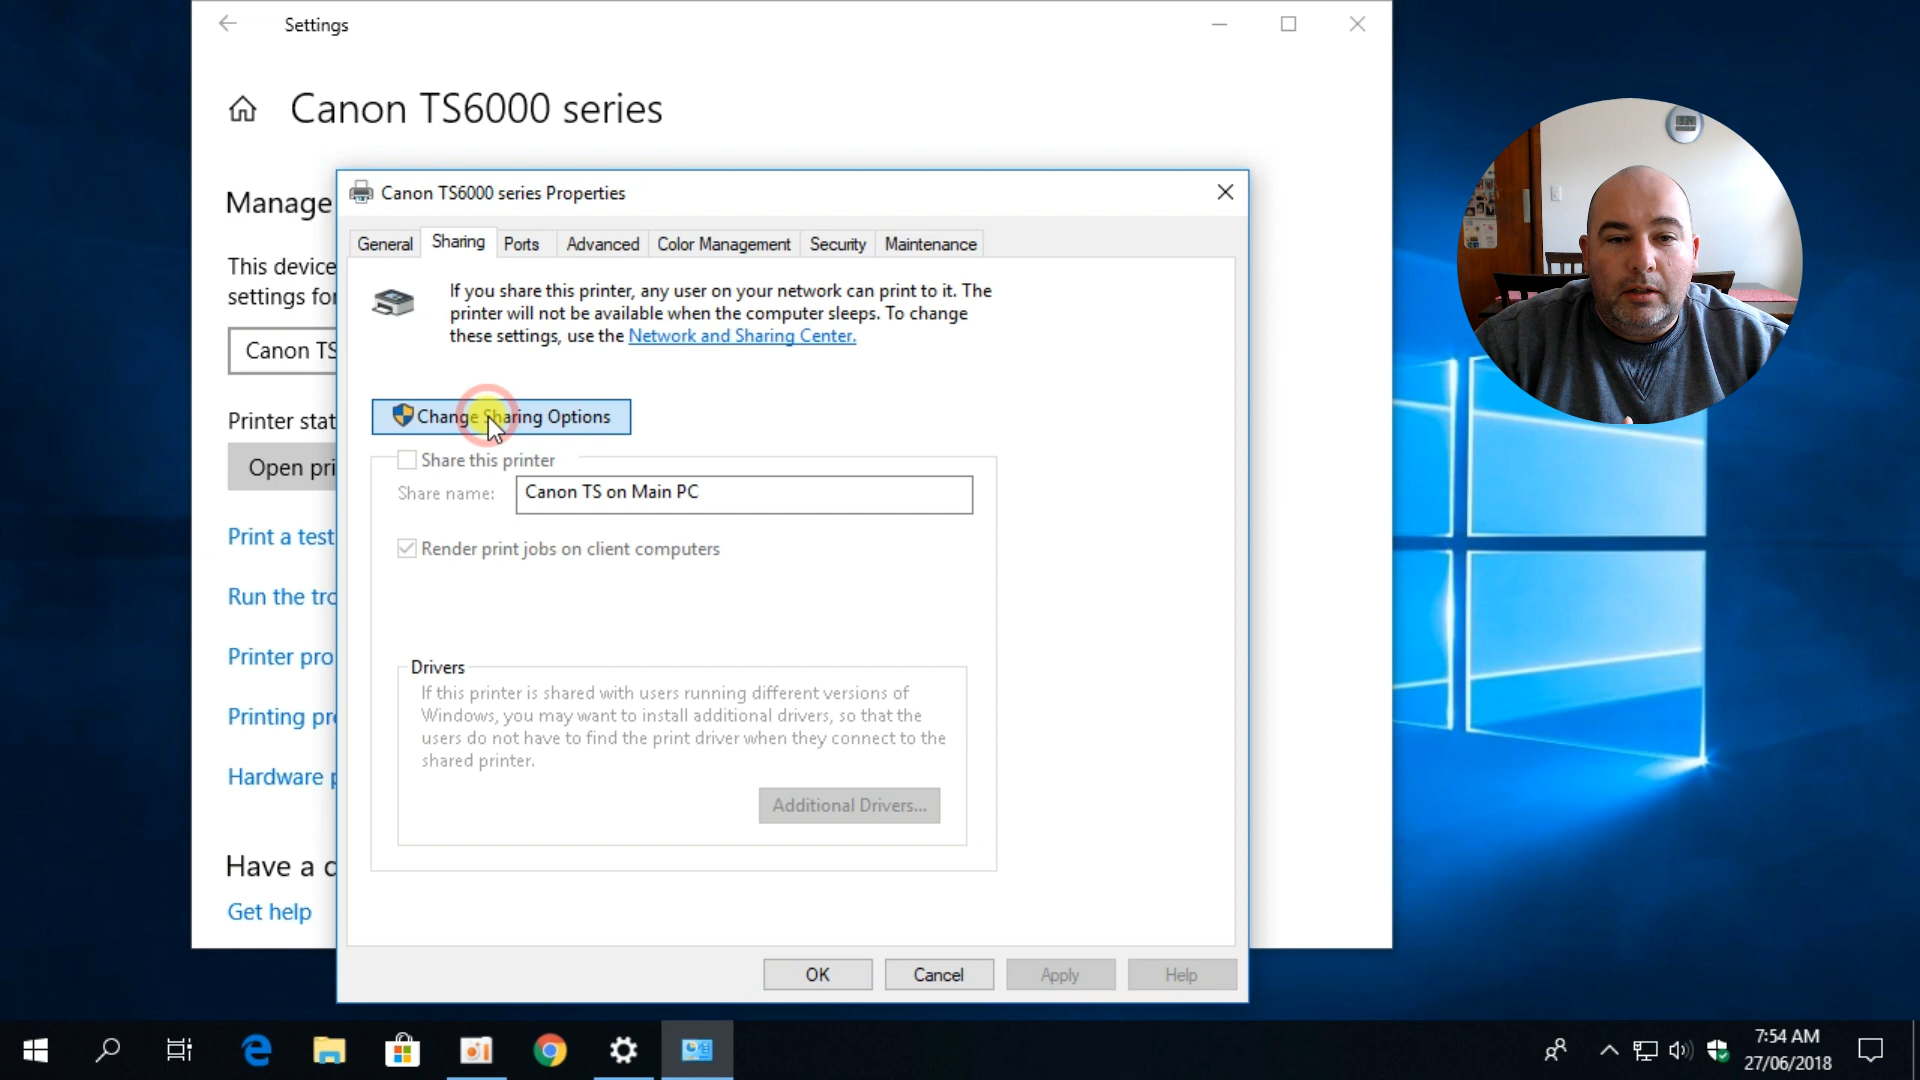 Settings
Canon TS6000 series
Manage
This device
settings for
Canon TS
Printer stat
Open pri
Print a test
Run the tro
Printer pro
Printing pr
Hardware p
Have a q
Get help
Canon TS6000 series Properties
General
Sharing
Ports
Advanced
Color Management
Security
Maintenance
If you share this printer, any user on your network can print to it. The
printer will not be available when the computer sleeps. To change
these settings, use the Network and Sharing Center.
Change Sharing Options
Share this printer
Share name:
Canon TS on Main PC
Render print jobs on client computers
Drivers
If this printer is shared with users running different versions of
Windows, you may want to install additional drivers, so that the
users do not have to find the print driver when they connect to the
shared printer.
Additional Drivers...
OK
Cancel
Apply
Help
7:54 AM
27/06/2018